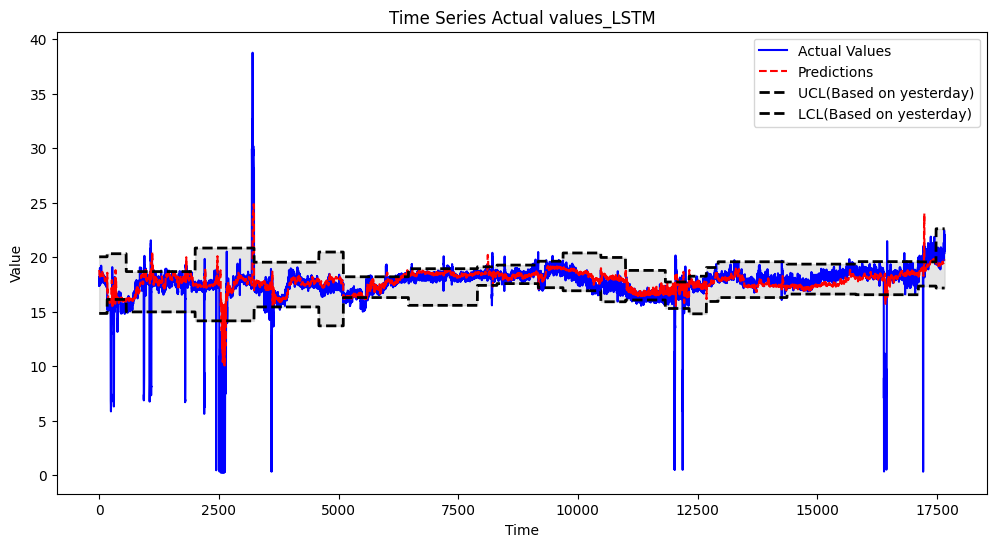 Time Series Actual values_LSTM
Actual Values
Predictions
UCL(Based on yesterday)
LCL(Based on yesterday)
Value
40
35
30
25
20
15
10
5
0
0 2500 5000 7500 10000 12500 15000 17500
Time